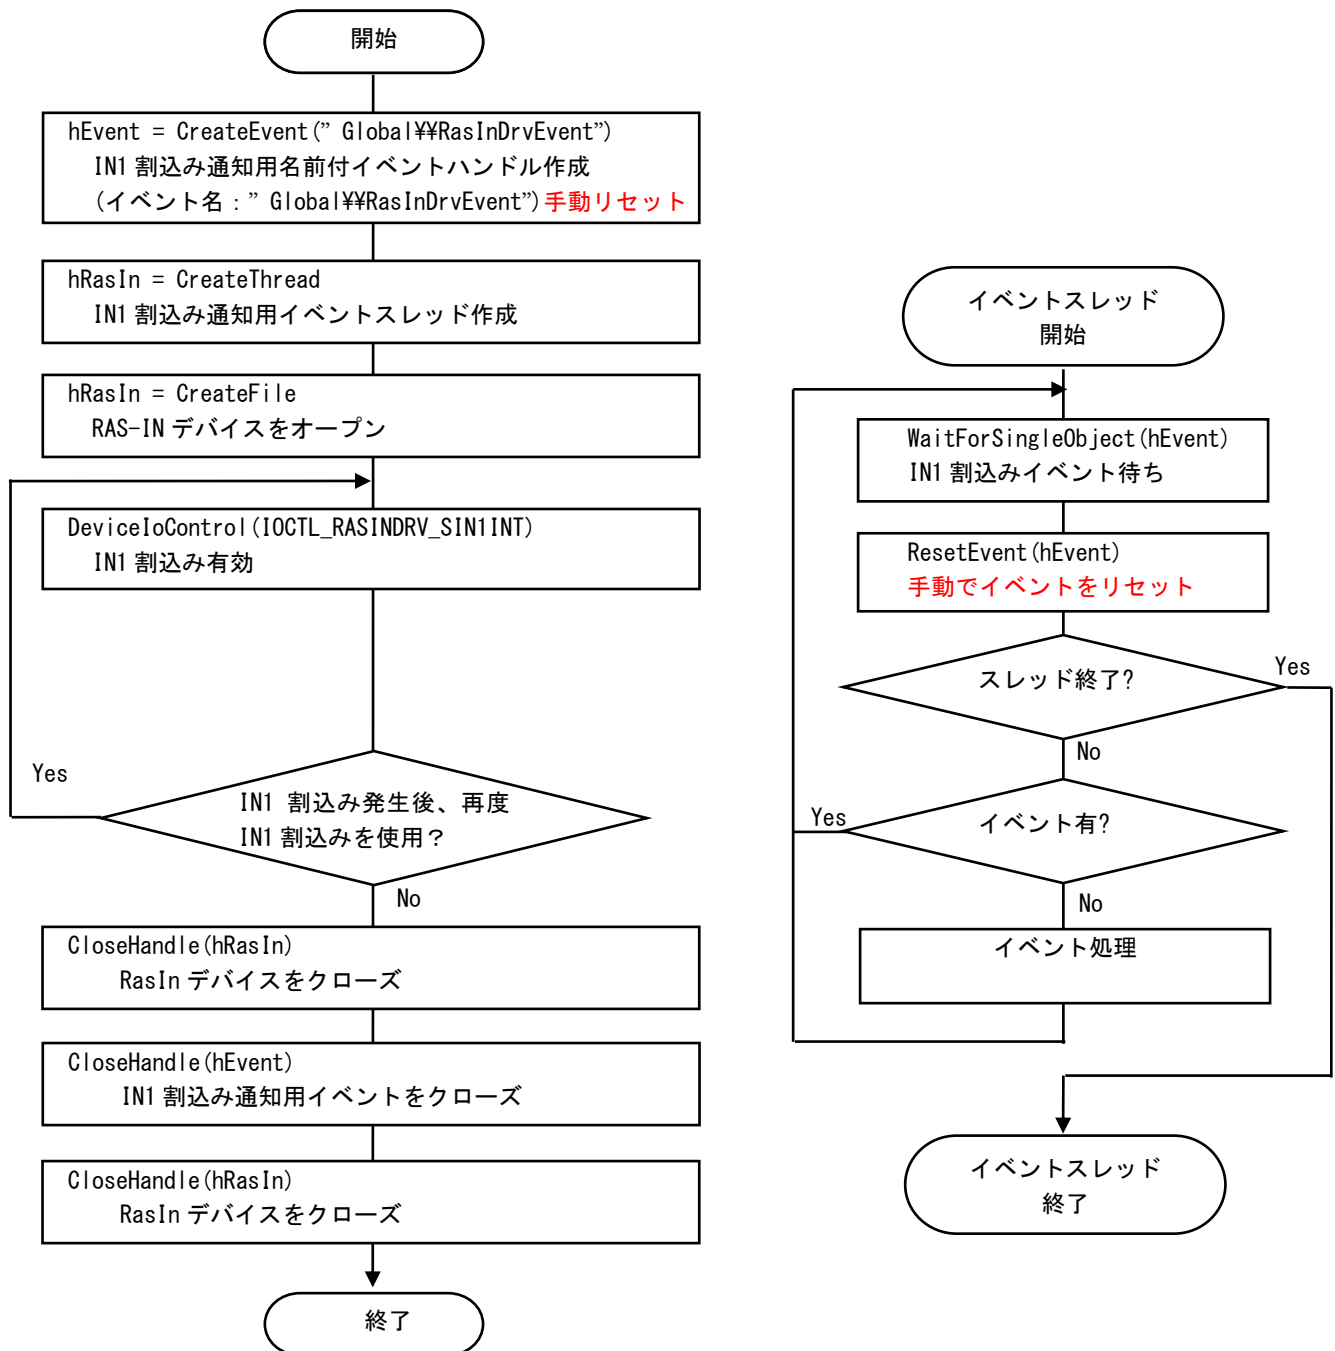 開始
hEvent = CreateEvent(” Global¥¥RasInDrvEvent”)
IN1 割込み通知用名前付イベントハンドル作成
(イベント名：” Global¥¥RasInDrvEvent”)手動リセット
hRasIn = CreateThread
IN1 割込み通知用イベントスレッド作成
hRasIn = CreateFile
RAS-IN デバイスをオープン
DeviceIoControl(IOCTL_RASINDRV_SIN1INT)
IN1 割込み有効
Yes
IN1 割込み発生後、再度
IN1 割込みを使用？
No
CloseHandle(hRasIn)
RasIn デバイスをクローズ
CloseHandle(hEvent)
IN1 割込み通知用イベントをクローズ
CloseHandle(hRasIn)
RasIn デバイスをクローズ
終了
イベントスレッド
開始
WaitForSingleObject(hEvent)
IN1 割込みイベント待ち
ResetEvent(hEvent)
手動でイベントをリセット
スレッド終了?
Yes
No
イベント有?
Yes
No
イベント処理
イベントスレッド
終了